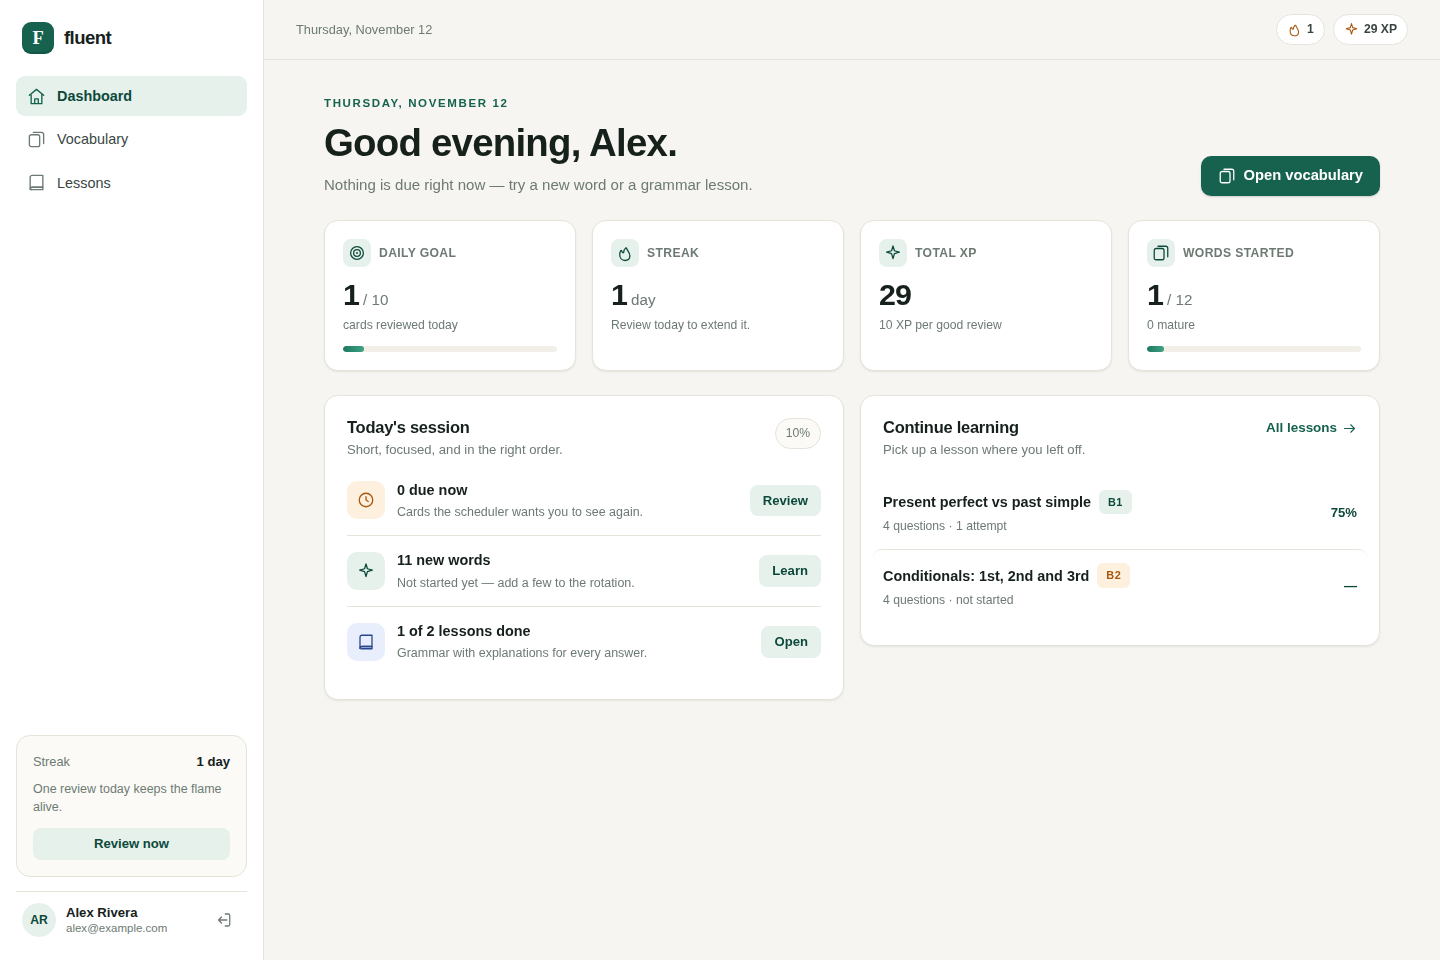 F fluent
Dashboard
Vocabulary
Lessons
Streak 1 day
One review today keeps the flame
alive.
Review now
AR
Alex Rivera
alex@example.com
Thursday, November 12
1
29 XP
THURSDAY, NOVEMBER 12
Good evening, Alex.
Nothing is due right now — try a new word or a grammar lesson.
Open vocabulary
DAILY GOAL
1 / 10
cards reviewed today
STREAK
1 day
Review today to extend it.
TOTAL XP
29
10 XP per good review
WORDS STARTED
1 / 12
0 mature
Today's session
Short, focused, and in the right order.
10%
0 due now
Cards the scheduler wants you to see again.
Review
11 new words
Not started yet — add a few to the rotation.
Learn
1 of 2 lessons done
Grammar with explanations for every answer.
Open
Continue learning
All lessons →
Pick up a lesson where you left off.
Present perfect vs past simple B1
4 questions · 1 attempt
75%
Conditionals: 1st, 2nd and 3rd B2
4 questions · not started
—